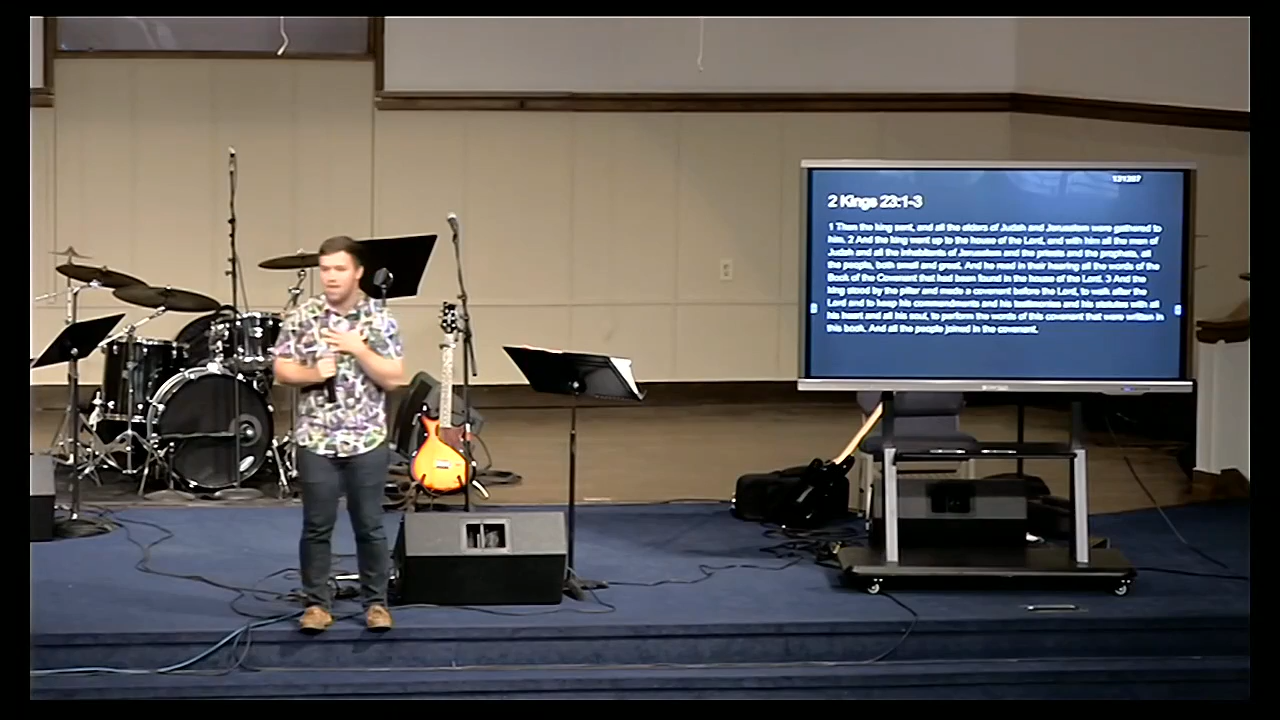 2 Kings 23:1-3
1 Then the king sent, and all the elders of Judah and Jerusalem were gathered to
him. 2 And the king went up to the house of the Lord, and with him all the men of
Judah and all the inhabitants of Jerusalem and the priests and the prophets, all
the people, both small and great. And he read in their hearing all the words of the
Book of the Covenant that had been found in the house of the Lord. 3 And the
king stood by the pillar and made a covenant before the Lord, to walk after the
Lord and to keep his commandments and his testimonies and his statutes with all
his heart and all his soul, to perform the words of this covenant that were written in
this book. And all the people joined in the covenant.